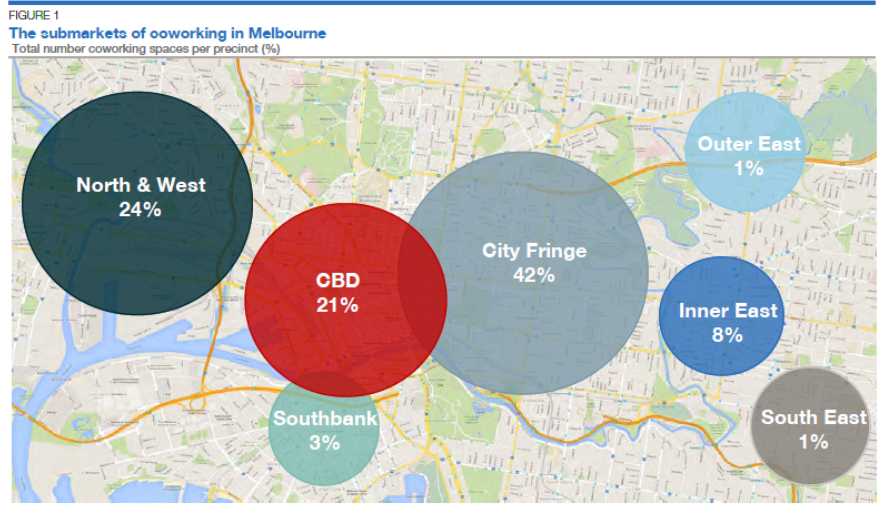 FIGURE 1
The submarkets of coworking in Melbourne
Total number coworking spaces per precinct (%)
Outer East
1%
North & West
24%
City Fringe
42%
CBD
21%
Inner East
8%
Southbank
3%
South East
1%